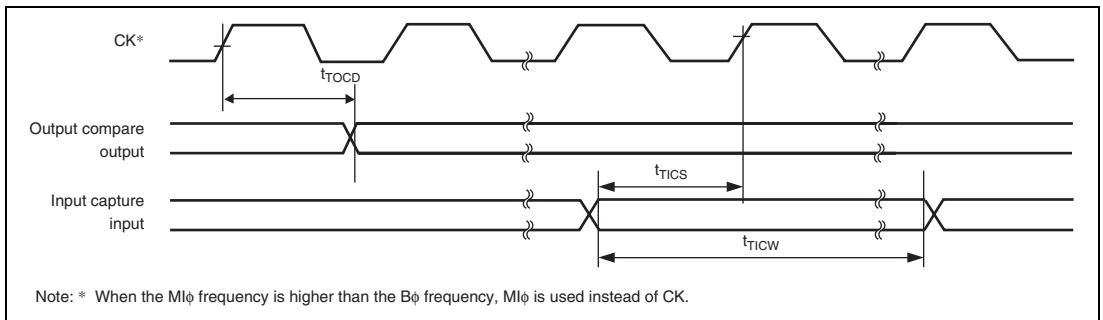 CK*
tTOCD
Output compare
output
tTICS
Input capture
input
tTICW
Note: * When the MIϕ frequency is higher than the Bϕ frequency, MIϕ is used instead of CK.